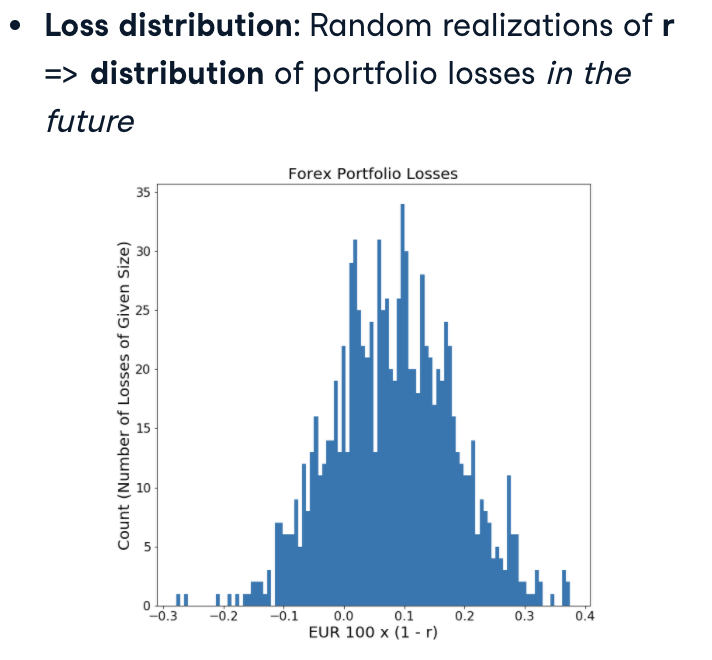 • Loss distribution: Random realizations of r
=> distribution of portfolio losses in the
future
Forex Portfolio Losses
Count (Number of Losses of Given Size)
35
30
25
20
15
10
5
0
−0.3 −0.2 −0.1 0.0 0.1 0.2 0.3 0.4
EUR 100 x (1 - r)